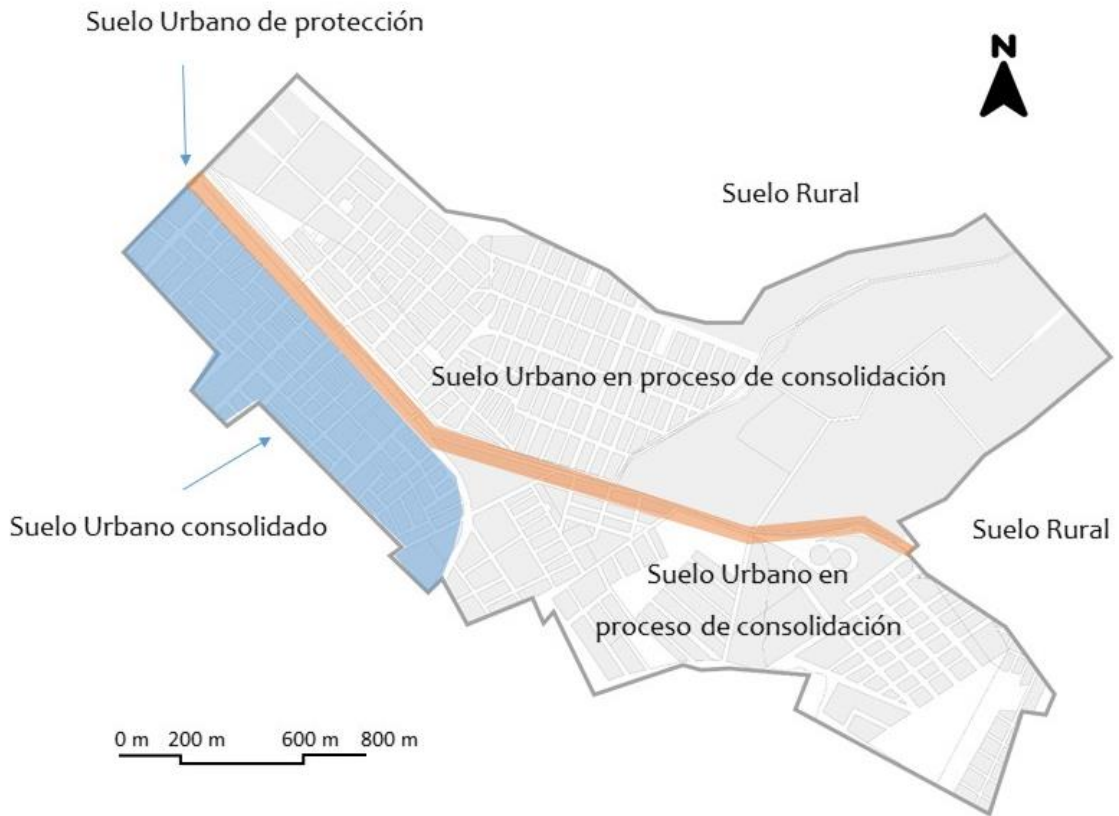 Suelo Urbano de protección
N
Suelo Rural
Suelo Urbano en proceso de consolidación
Suelo Urbano consolidado
Suelo Rural
Suelo Urbano en
proceso de consolidación
0 m 200 m 600 m 800 m